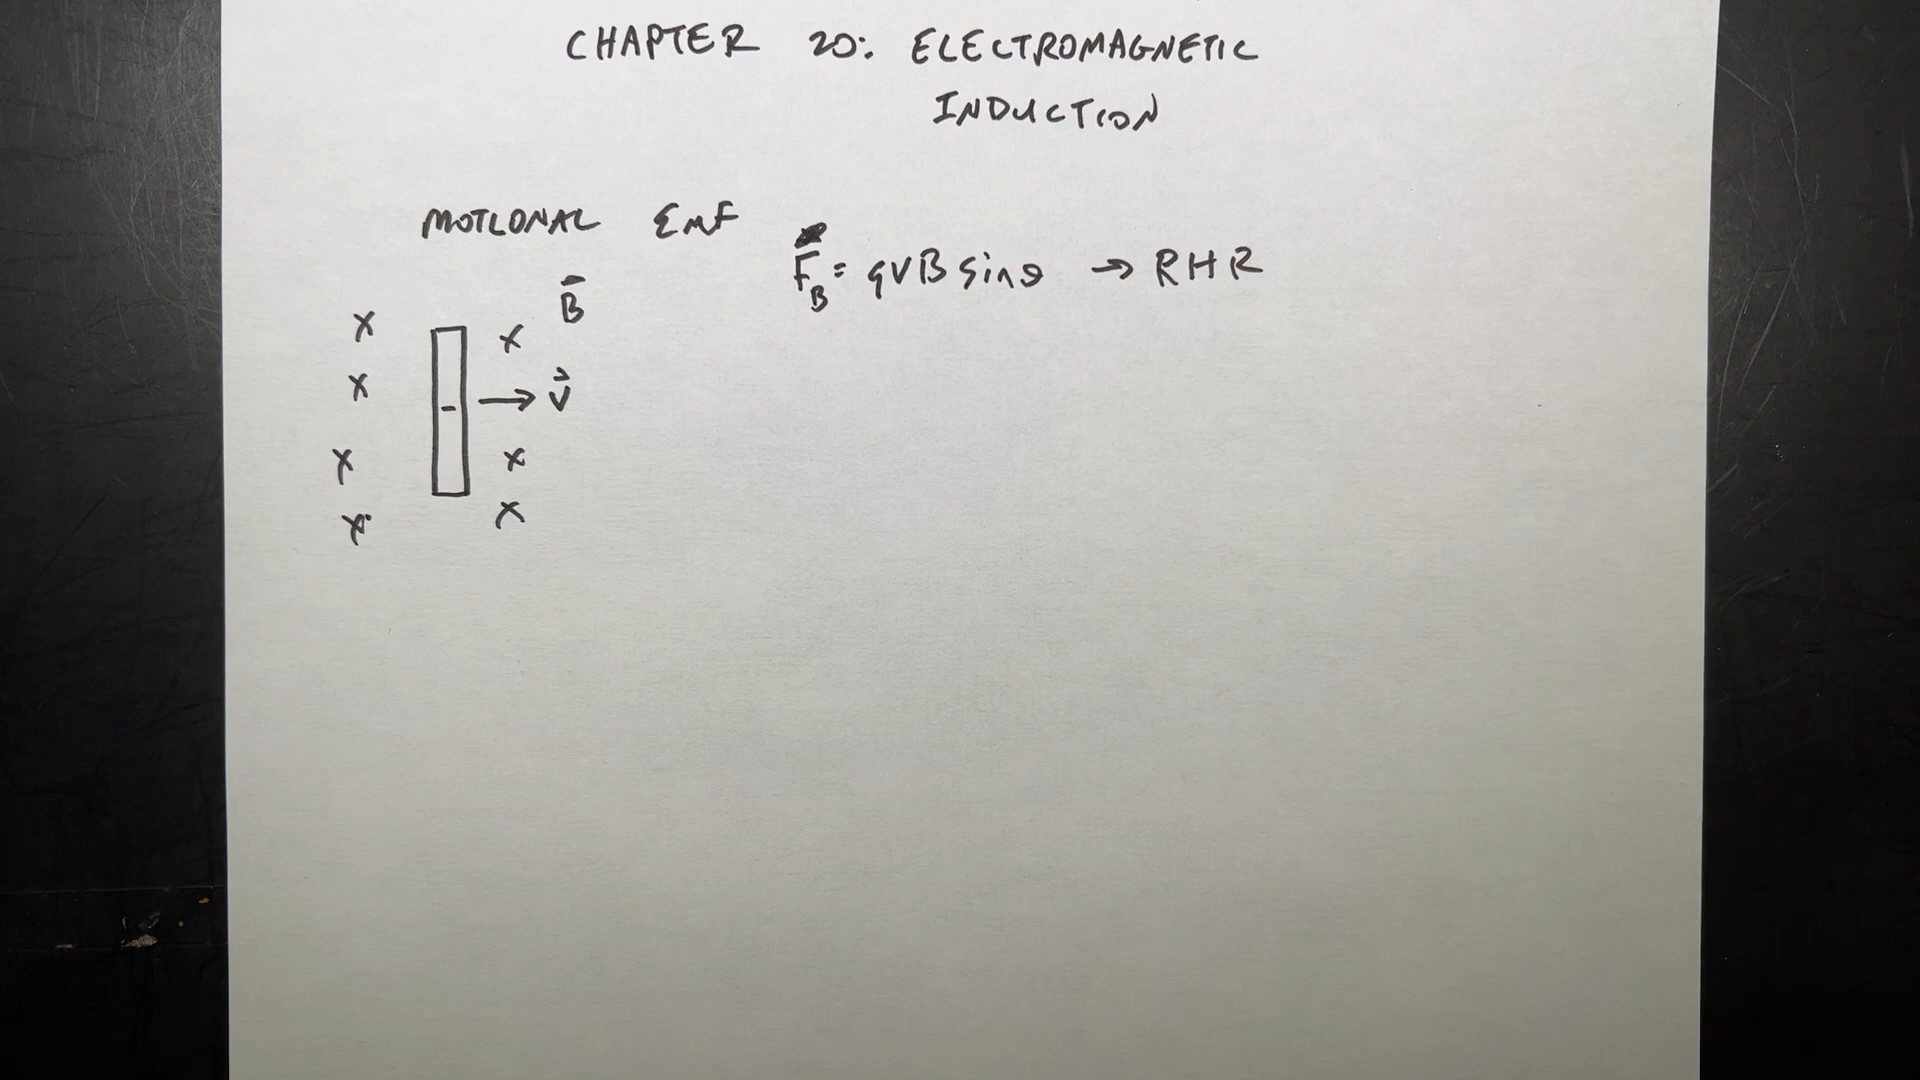 CHAPTER 20: ELECTROMAGNETIC
INDUCTION
MOTIONAL EMF
F_B = qvB sinθ → RHR
B
x x
x - → v
x x
x x